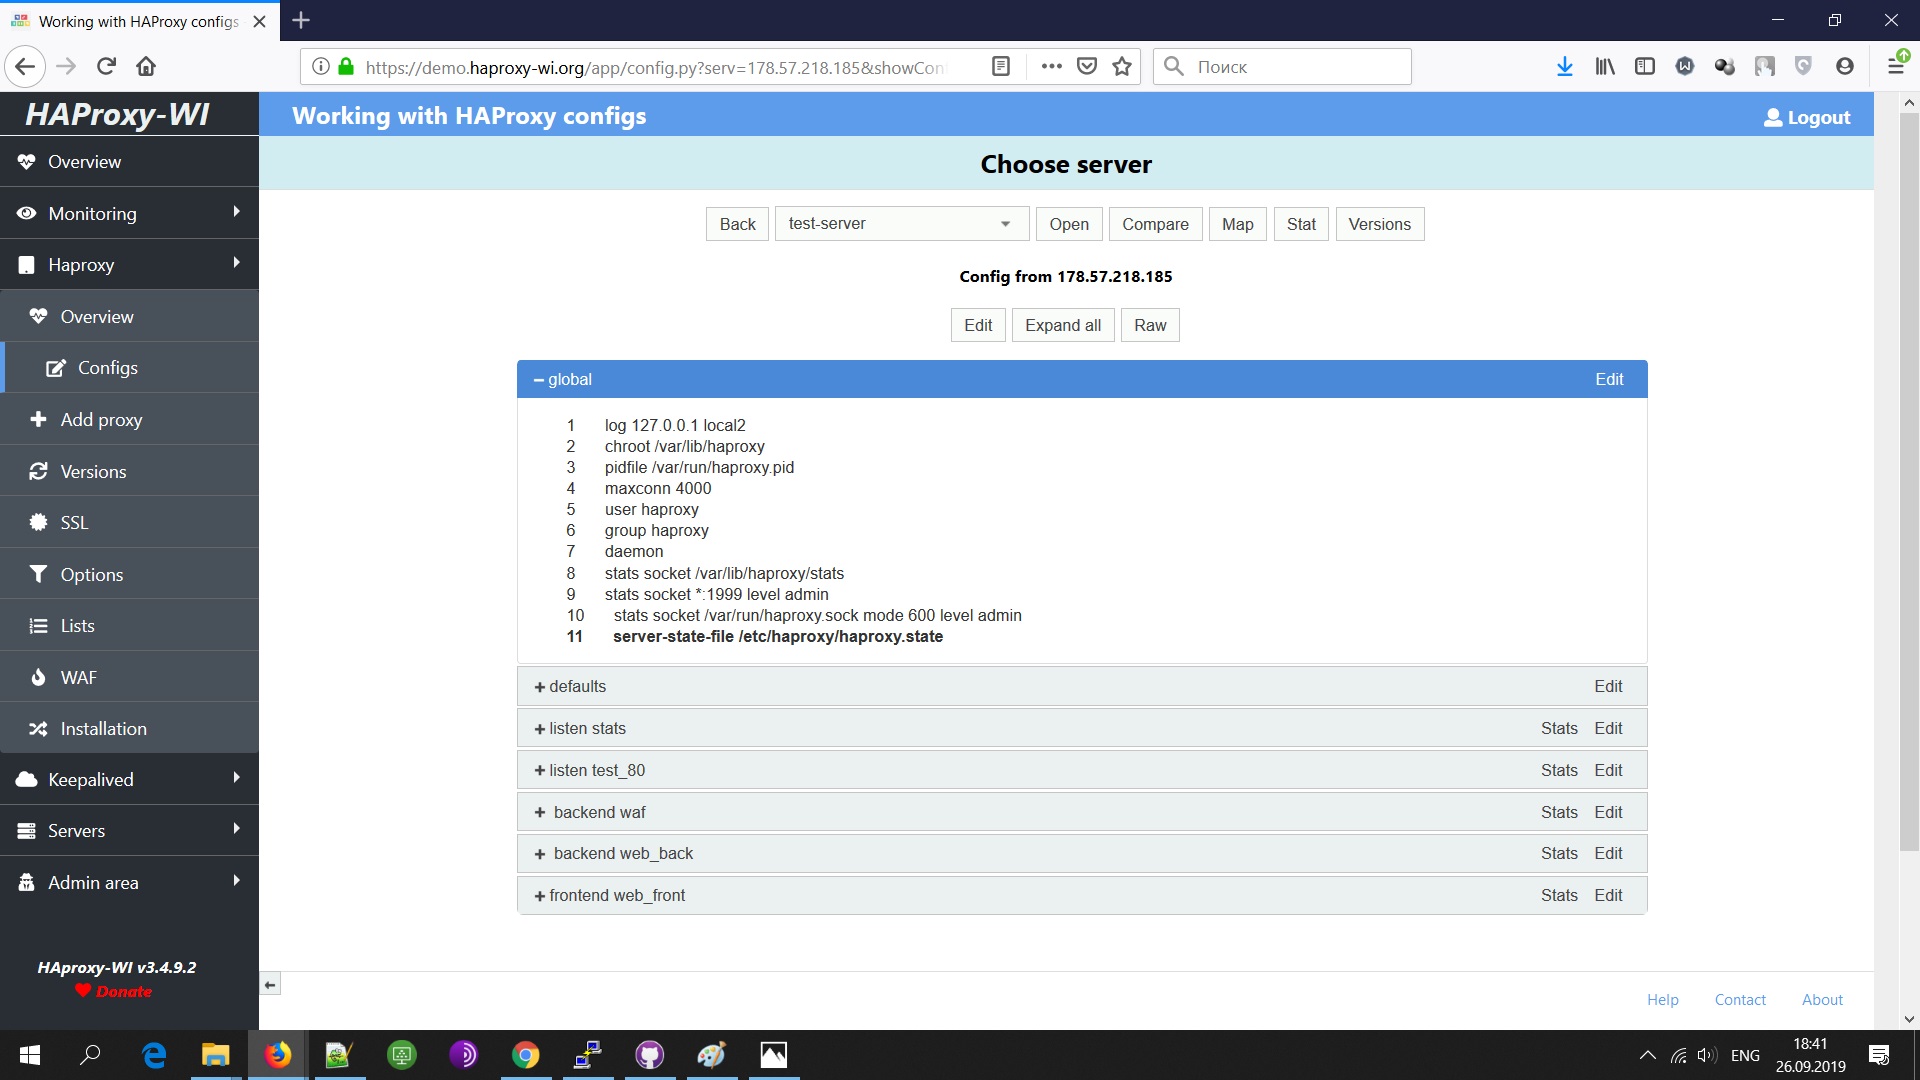 Working with HAProxy configs
https://demo.haproxy-wi.org/app/config.py?serv=178.57.218.185&showCon
Поиск
HAProxy-WI
Working with HAProxy configs
Logout
Overview
Monitoring
Haproxy
Overview
Configs
Add proxy
Versions
SSL
Options
Lists
WAF
Installation
Keepalived
Servers
Admin area
HAproxy-WI v3.4.9.2
Donate
Choose server
Back test-server Open Compare Map Stat Versions
Config from 178.57.218.185
Edit Expand all Raw
global Edit
1 log 127.0.0.1 local2
2 chroot /var/lib/haproxy
3 pidfile /var/run/haproxy.pid
4 maxconn 4000
5 user haproxy
6 group haproxy
7 daemon
8 stats socket /var/lib/haproxy/stats
9 stats socket *:1999 level admin
10 stats socket /var/run/haproxy.sock mode 600 level admin
11 server-state-file /etc/haproxy/haproxy.state
defaults Edit
listen stats Stats Edit
listen test_80 Stats Edit
backend waf Stats Edit
backend web_back Stats Edit
frontend web_front Stats Edit
Help Contact About
ENG
18:41
26.09.2019